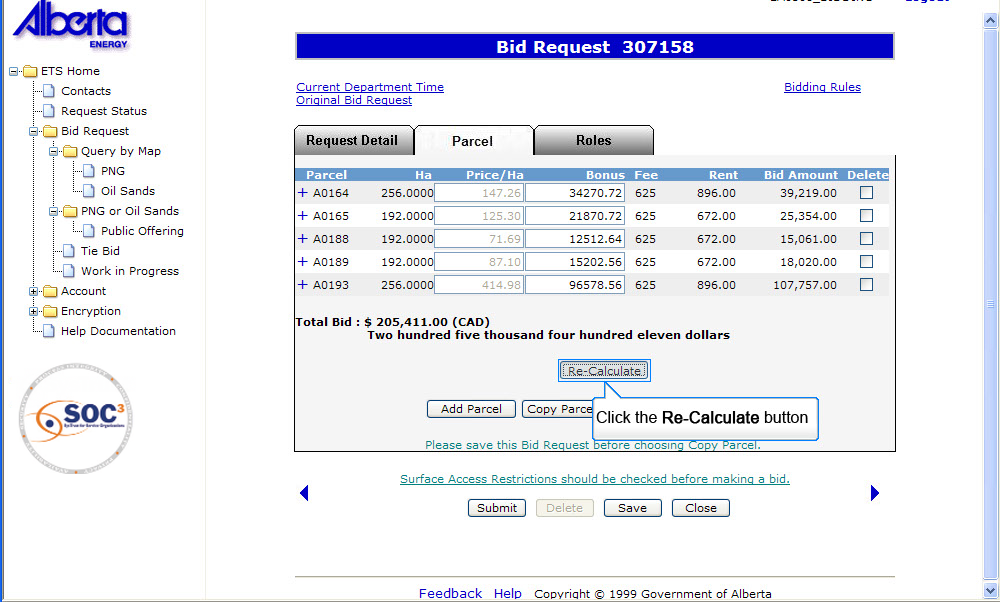 Alberta
ENERGY
Bid Request 307158
ETS Home
Contacts
Request Status
Bid Request
Query by Map
PNG
Oil Sands
PNG or Oil Sands
Public Offering
Tie Bid
Work in Progress
Account
Encryption
Help Documentation
SOC3
Current Department Time
Bidding Rules
Original Bid Request
Request Detail Parcel Roles
Parcel Ha Price/Ha Bonus Fee Rent Bid Amount Delete
+ A0164 256.0000 147.26 34270.72 625 896.00 39,219.00
+ A0165 192.0000 125.30 21870.72 625 672.00 25,354.00
+ A0188 192.0000 71.69 12512.64 625 672.00 15,061.00
+ A0189 192.0000 87.10 15202.56 625 672.00 18,020.00
+ A0193 256.0000 414.98 96578.56 625 896.00 107,757.00
Total Bid : $ 205,411.00 (CAD)
Two hundred five thousand four hundred eleven dollars
Re-Calculate
Click the Re-Calculate button
Add Parcel Copy Parce
Please save this Bid Request before choosing Copy Parcel.
Surface Access Restrictions should be checked before making a bid.
Submit Delete Save Close
Feedback Help Copyright © 1999 Government of Alberta